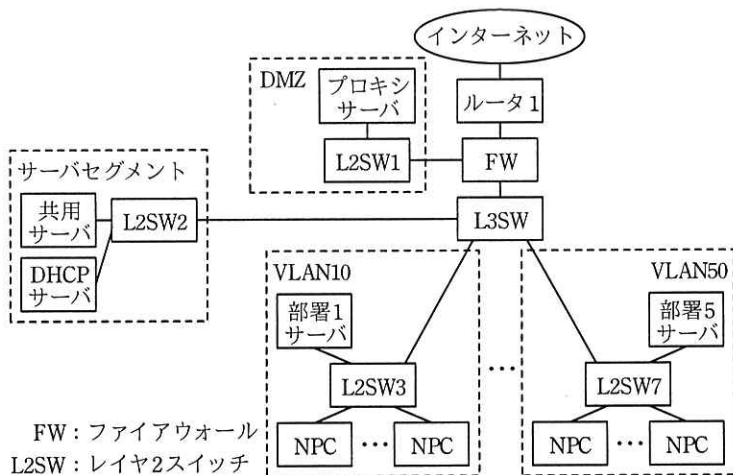 インターネット
DMZ
プロキシ
サーバ
ルータ1
L2SW1
FW
サーバセグメント
共用
サーバ
L2SW2
L3SW
DHCP
サーバ
VLAN10
VLAN50
部署1
サーバ
部署5
サーバ
L2SW3
…
L2SW7
NPC … NPC
NPC … NPC
FW:ファイアウォール
L2SW:レイヤ2スイッチ